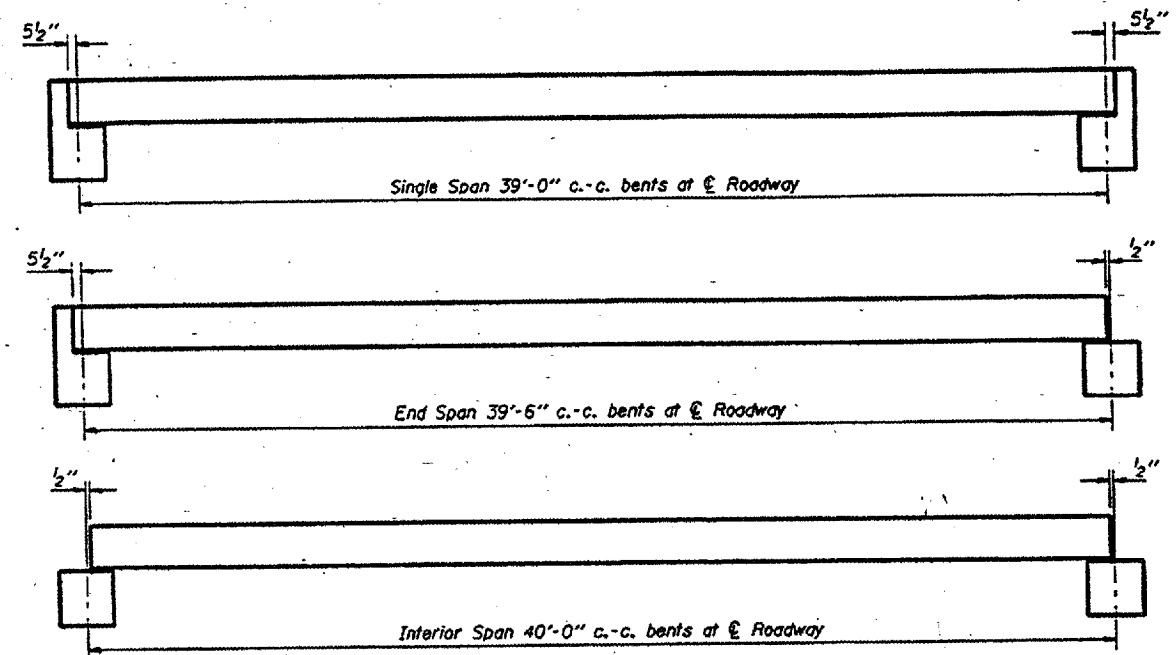 5½" 5½"
Single Span 39'-0" c.-c. bents at ℄ Roadway
5½" ½"
End Span 39'-6" c.-c. bents at ℄ Roadway
½" ½"
Interior Span 40'-0" c.-c. bents at ℄ Roadway